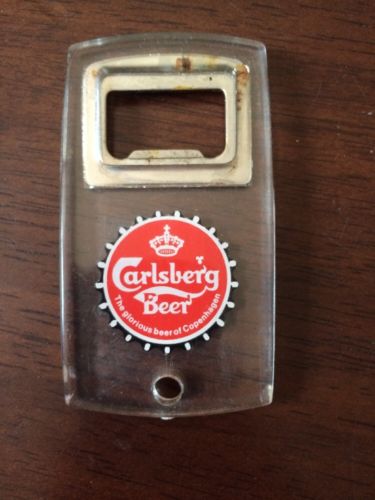 Carlsberg
Beer
The glorious beer of Copenhagen